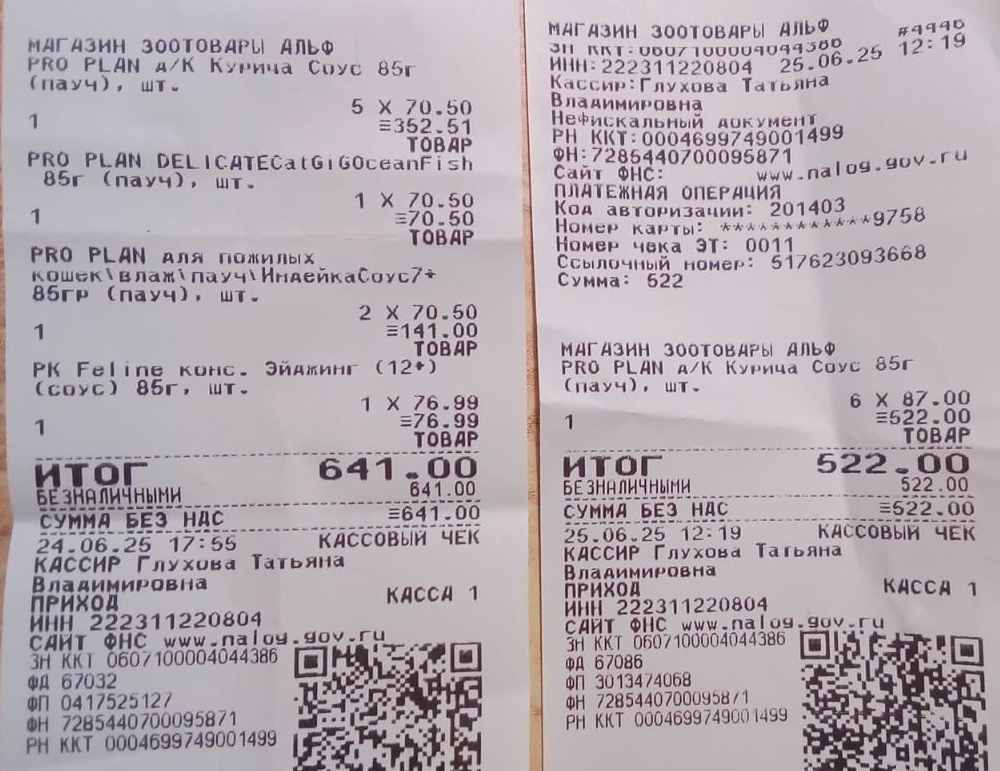 МАГАЗИН ЗООТОВАРЫ АЛЬФ
PRO PLAN д/К Курица Соус 85г
(пауч), шт.
5 X 70.50
1 ≡352.51
ТОВАР
PRO PLAN DELICATECatGiGOceanFish
85г (пауч), шт.
1 X 70.50
1 ≡70.50
ТОВАР
PRO PLAN для пожилых
кошек\влаж\пауч\ИндейкаСоус7+
85гр (пауч), шт.
2 X 70.50
1 ≡141.00
ТОВАР
РК Feline конс. Эйджинг (12+)
(соус) 85г, шт.
1 X 76.99
1 ≡76.99
ТОВАР
ИТОГ 641.00
БЕЗНАЛИЧНЫМИ 641.00
СУММА БЕЗ НДС ≡641.00
24.06.25 17:55 КАССОВЫЙ ЧЕК
КАССИР Глухова Татьяна
Владимировна
ПРИХОД КАССА 1
ИНН 222311220804
САЙТ ФНС www.nalog.gov.ru
ЗН ККТ 0607100004044386
ФД 67032
ФП 0417525127
ФН 7285440700095871
РН ККТ 0004699749001499
МАГАЗИН ЗООТОВАРЫ АЛЬФ #4446
ЗН ККТ:0607100004044386
ИНН:222311220804 25.06.25 12:19
Кассир:Глухова Татьяна
Владимировна
Нефискальный документ
РН ККТ:0004699749001499
ФН:7285440700095871
Сайт ФНС: www.nalog.gov.ru
ПЛАТЕЖНАЯ ОПЕРАЦИЯ
Код авторизации: 201403
Номер карты: ************9758
Номер чека ЭТ: 0011
Ссылочный номер: 517623093668
Сумма: 522
МАГАЗИН ЗООТОВАРЫ АЛЬФ
PRO PLAN д/К Курица Соус 85г
(пауч), шт.
6 X 87.00
1 ≡522.00
ТОВАР
ИТОГ 522.00
БЕЗНАЛИЧНЫМИ 522.00
СУММА БЕЗ НДС ≡522.00
25.06.25 12:19 КАССОВЫЙ ЧЕК
КАССИР Глухова Татьяна
Владимировна
ПРИХОД КАССА 1
ИНН 222311220804
САЙТ ФНС www.nalog.gov.ru
ЗН ККТ 0607100004044386
ФД 67086
ФП 3013474068
ФН 7285440700095871
РН ККТ 0004699749001499